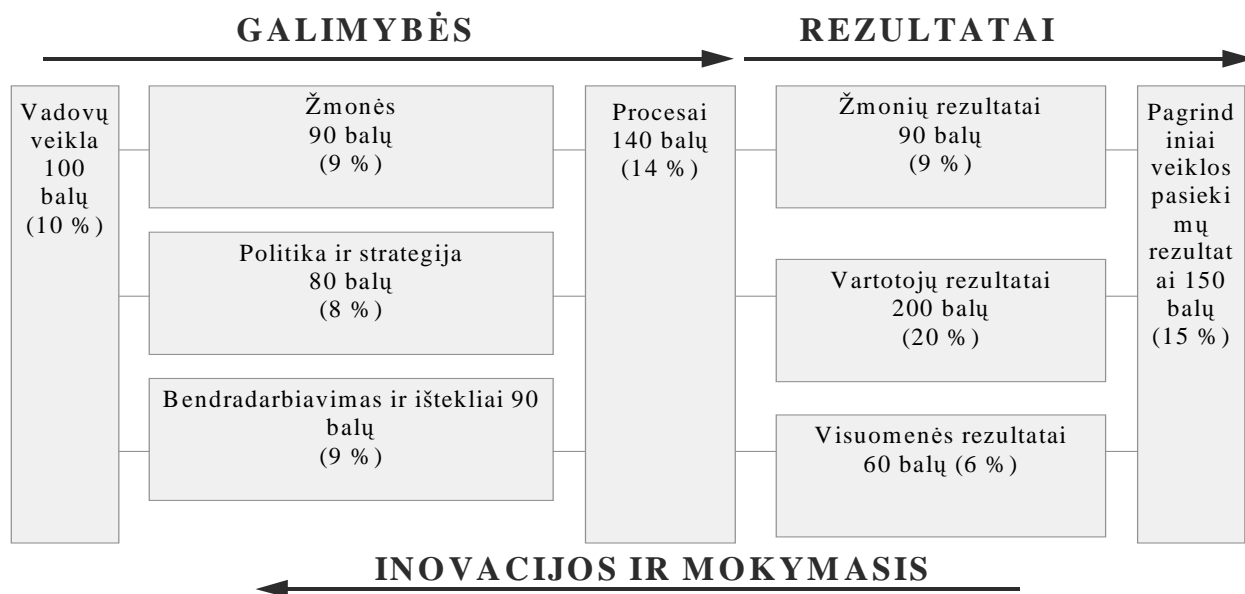 GALIMYBĖS
REZULTATAI
Vadovų
veikla
100
balų
(10 %)
Žmonės
90 balų
(9 %)
Politika ir strategija
80 balų
(8 %)
Bendradarbiavimas ir ištekliai 90
balų
(9 %)
Procesai
140 balų
(14 %)
Žmonių rezultatai
90 balų
(9 %)
Vartotojų rezultatai
200 balų
(20 %)
Visuomenės rezultatai
60 balų (6 %)
Pagrind
iniai
veiklos
pasieki
mų
rezultat
ai 150
balų
(15 %)
INOVACIJOS IR MOKYMASIS